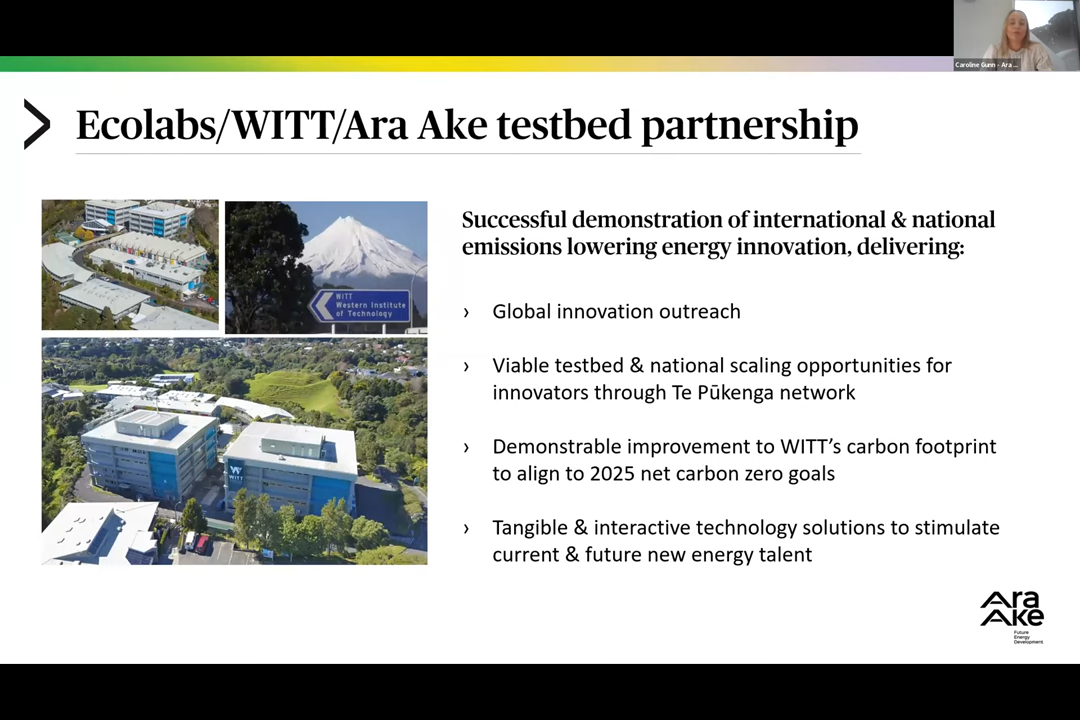 Caroline Gunn - Ara ...
Ecolabs/WITT/Ara Ake testbed partnership
WITT
Western Institute
of Technology
WITT
Successful demonstration of international & national
emissions lowering energy innovation, delivering:
› Global innovation outreach
› Viable testbed & national scaling opportunities for
innovators through Te Pūkenga network
› Demonstrable improvement to WITT’s carbon footprint
to align to 2025 net carbon zero goals
› Tangible & interactive technology solutions to stimulate
current & future new energy talent
Ara
Ake
Future
Energy
Development.